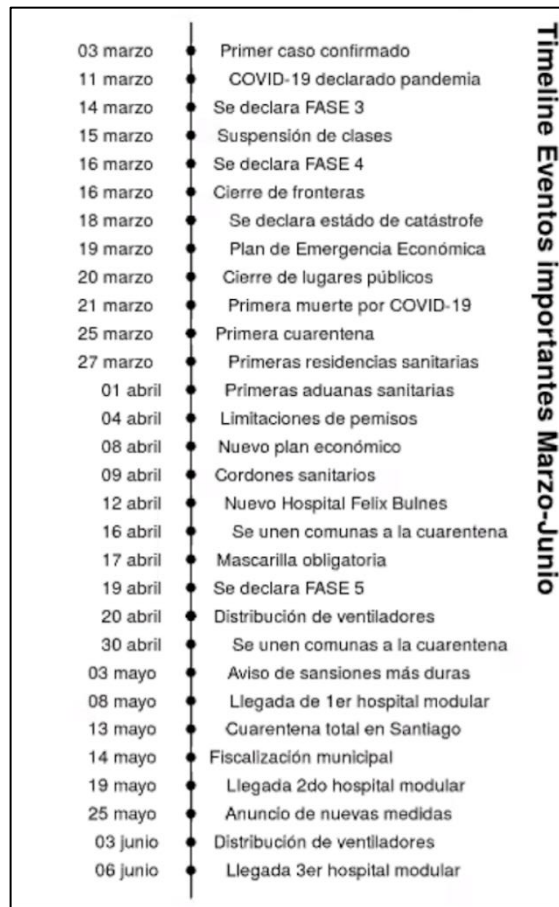 Timeline Eventos importantes Marzo-Junio
03 marzo Primer caso confirmado
11 marzo COVID-19 declarado pandemia
14 marzo Se declara FASE 3
15 marzo Suspensión de clases
16 marzo Se declara FASE 4
16 marzo Cierre de fronteras
18 marzo Se declara estádo de catástrofe
19 marzo Plan de Emergencia Económica
20 marzo Cierre de lugares públicos
21 marzo Primera muerte por COVID-19
25 marzo Primera cuarentena
27 marzo Primeras residencias sanitarias
01 abril Primeras aduanas sanitarias
04 abril Limitaciones de pemisos
08 abril Nuevo plan económico
09 abril Cordones sanitarios
12 abril Nuevo Hospital Felix Bulnes
16 abril Se unen comunas a la cuarentena
17 abril Mascarilla obligatoria
19 abril Se declara FASE 5
20 abril Distribución de ventiladores
30 abril Se unen comunas a la cuarentena
03 mayo Aviso de sansiones más duras
08 mayo Llegada de 1er hospital modular
13 mayo Cuarentena total en Santiago
14 mayo Fiscalización municipal
19 mayo Llegada 2do hospital modular
25 mayo Anuncio de nuevas medidas
03 junio Distribución de ventiladores
06 junio Llegada 3er hospital modular